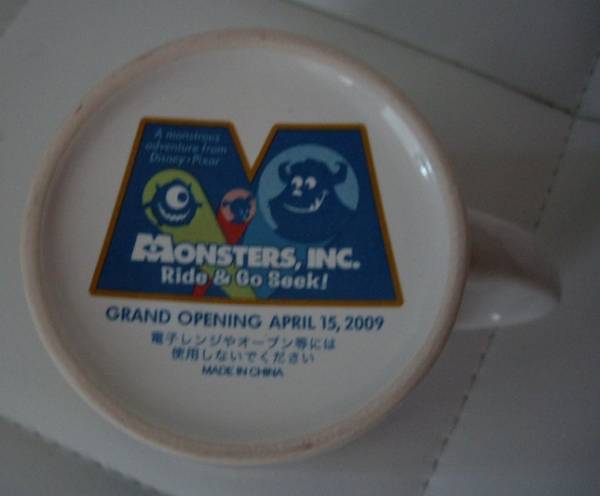 A monstrous
adventure from
Disney•Pixar
MONSTERS, INC.
Ride & Go Seek!
GRAND OPENING APRIL 15, 2009
電子レンジやオーブン等には
使用しないでください
MADE IN CHINA